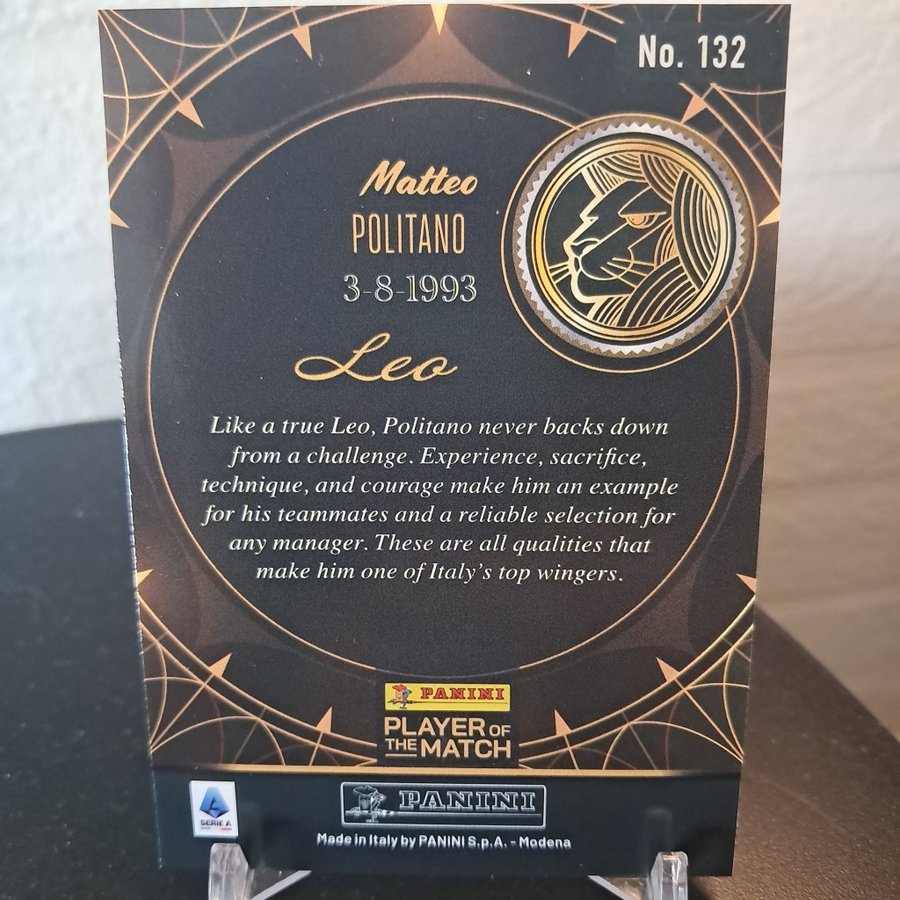 No. 132
Matteo
POLITANO
3-8-1993
Leo
Like a true Leo, Politano never backs down
from a challenge. Experience, sacrifice,
technique, and courage make him an example
for his teammates and a reliable selection for
any manager. These are all qualities that
make him one of Italy's top wingers.
PANINI
PLAYER OF
THE MATCH
SERIE A
PANINI
Made in Italy by PANINI S.p.A. - Modena